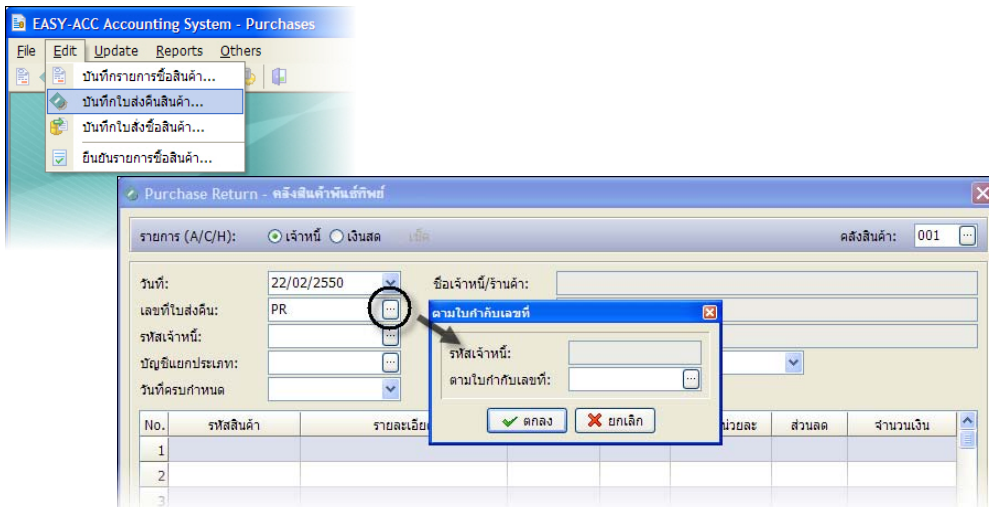 EASY-ACC Accounting System - Purchases
File Edit Update Reports Others
บันทึกรายการซื้อสินค้า...
บันทึกใบส่งคืนสินค้า...
บันทึกใบสั่งซื้อสินค้า...
ยืนยันรายการซื้อสินค้า...
Purchase Return - คลังสินค้าพันธ์ทิพย์
รายการ (A/C/H): เจ้าหนี้ เงินสด เช็ค คลังสินค้า: 001 ...
วันที่: 22/02/2550 ชื่อเจ้าหนี้/ร้านค้า:
เลขที่ใบส่งคืน: PR ...
รหัสเจ้าหนี้: ...
บัญชีแยกประเภท: ...
วันที่ครบกำหนด
ตามใบกำกับเลขที่
รหัสเจ้าหนี้:
ตามใบกำกับเลขที่: ...
ตกลง ยกเลิก
No. รหัสสินค้า รายละเอีย น่วยละ ส่วนลด จำนวนเงิน
1
2
3